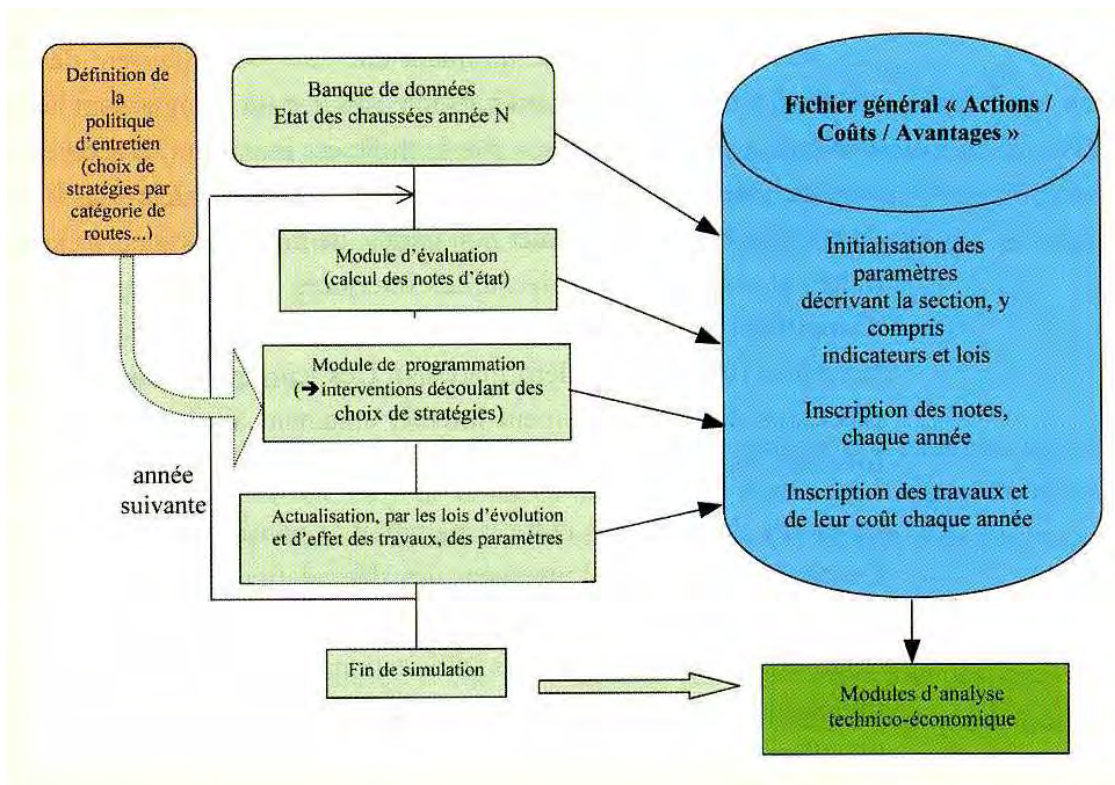 Définition de
la
politique
d'entretien
(choix de
stratégies par
catégorie de
routes...)
Banque de données
Etat des chaussées année N
Module d'évaluation
(calcul des notes d'état)
Module de programmation
(➔interventions découlant des
choix de stratégies)
année
suivante
Actualisation, par les lois d'évolution
et d'effet des travaux, des paramètres
Fin de simulation
Fichier général « Actions /
Coûts / Avantages »
Initialisation des
paramètres
décrivant la section, y
compris
indicateurs et lois
Inscription des notes,
chaque année
Inscription des travaux et
de leur coût chaque année
Modules d'analyse
technico-économique